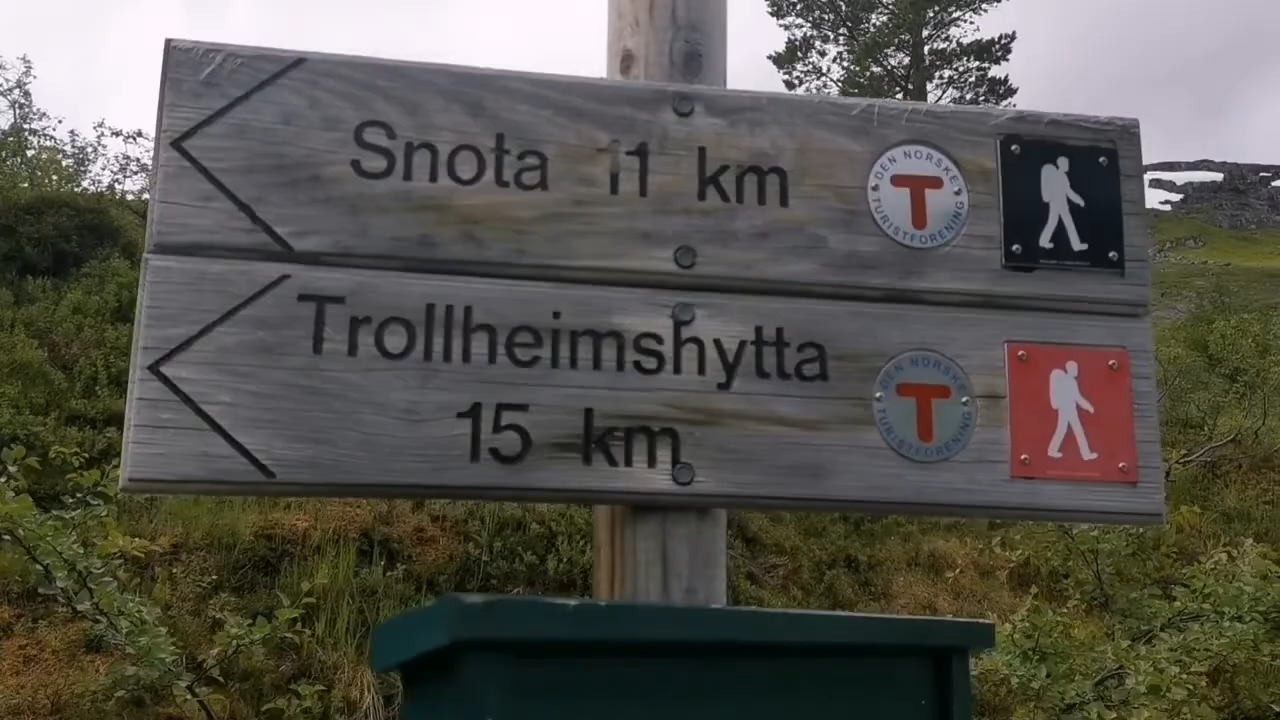 Snota 11 km
DEN NORSKE TURISTFORENING
T
Trollheimshytta
15 km
DEN NORSKE TURISTFORENING
T